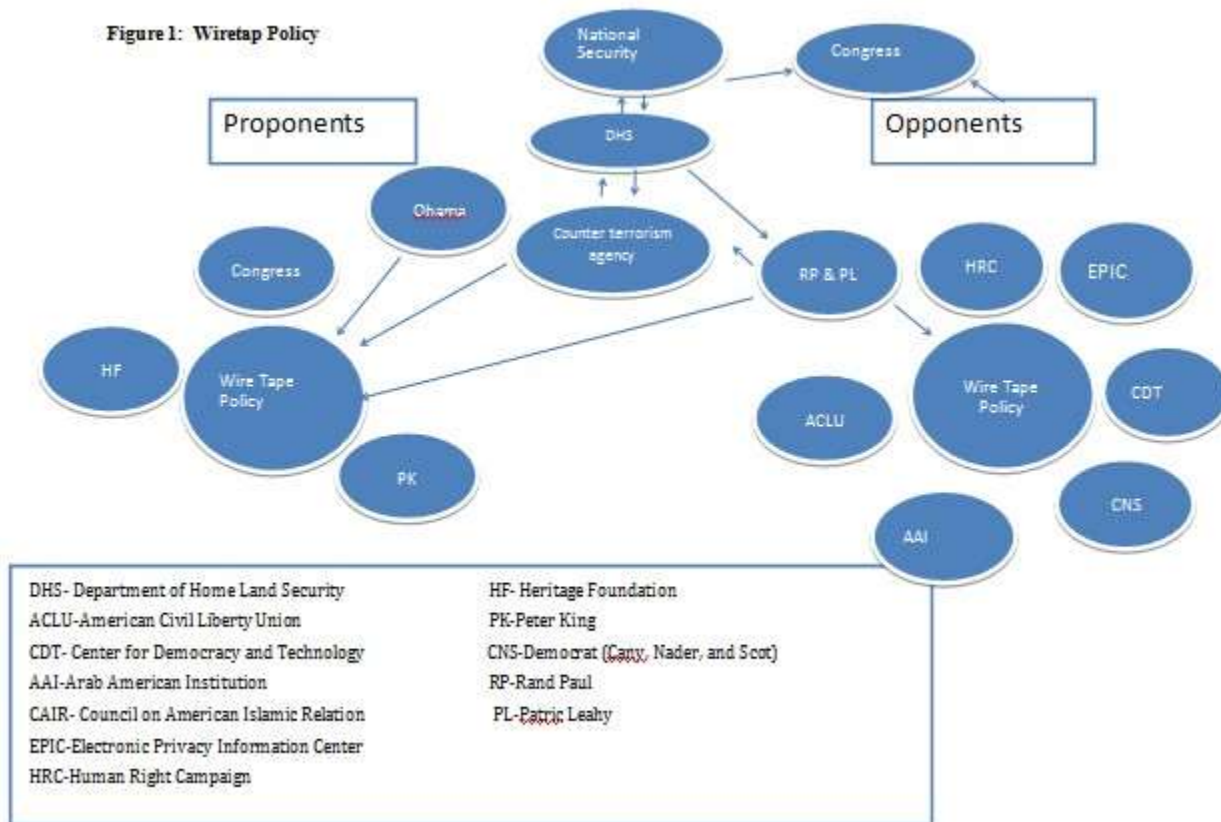 Figure 1: Wiretap Policy
National
Security
Congress
Proponents
DHS
Opponents
Obama
Counter terrorism
agency
Congress
RP & PL
HRC
EPIC
HF
Wire Tape
Policy
PK
ACLU
Wire Tape
Policy
CDT
CNS
AAI
DHS- Department of Home Land Security
ACLU-American Civil Liberty Union
CDT- Center for Democracy and Technology
AAI-Arab American Institution
CAIR- Council on American Islamic Relation
EPIC-Electronic Privacy Information Center
HRC-Human Right Campaign
HF- Heritage Foundation
PK-Peter King
CNS-Democrat (Cany, Nader, and Scot)
RP-Rand Paul
PL-Patric Leahy